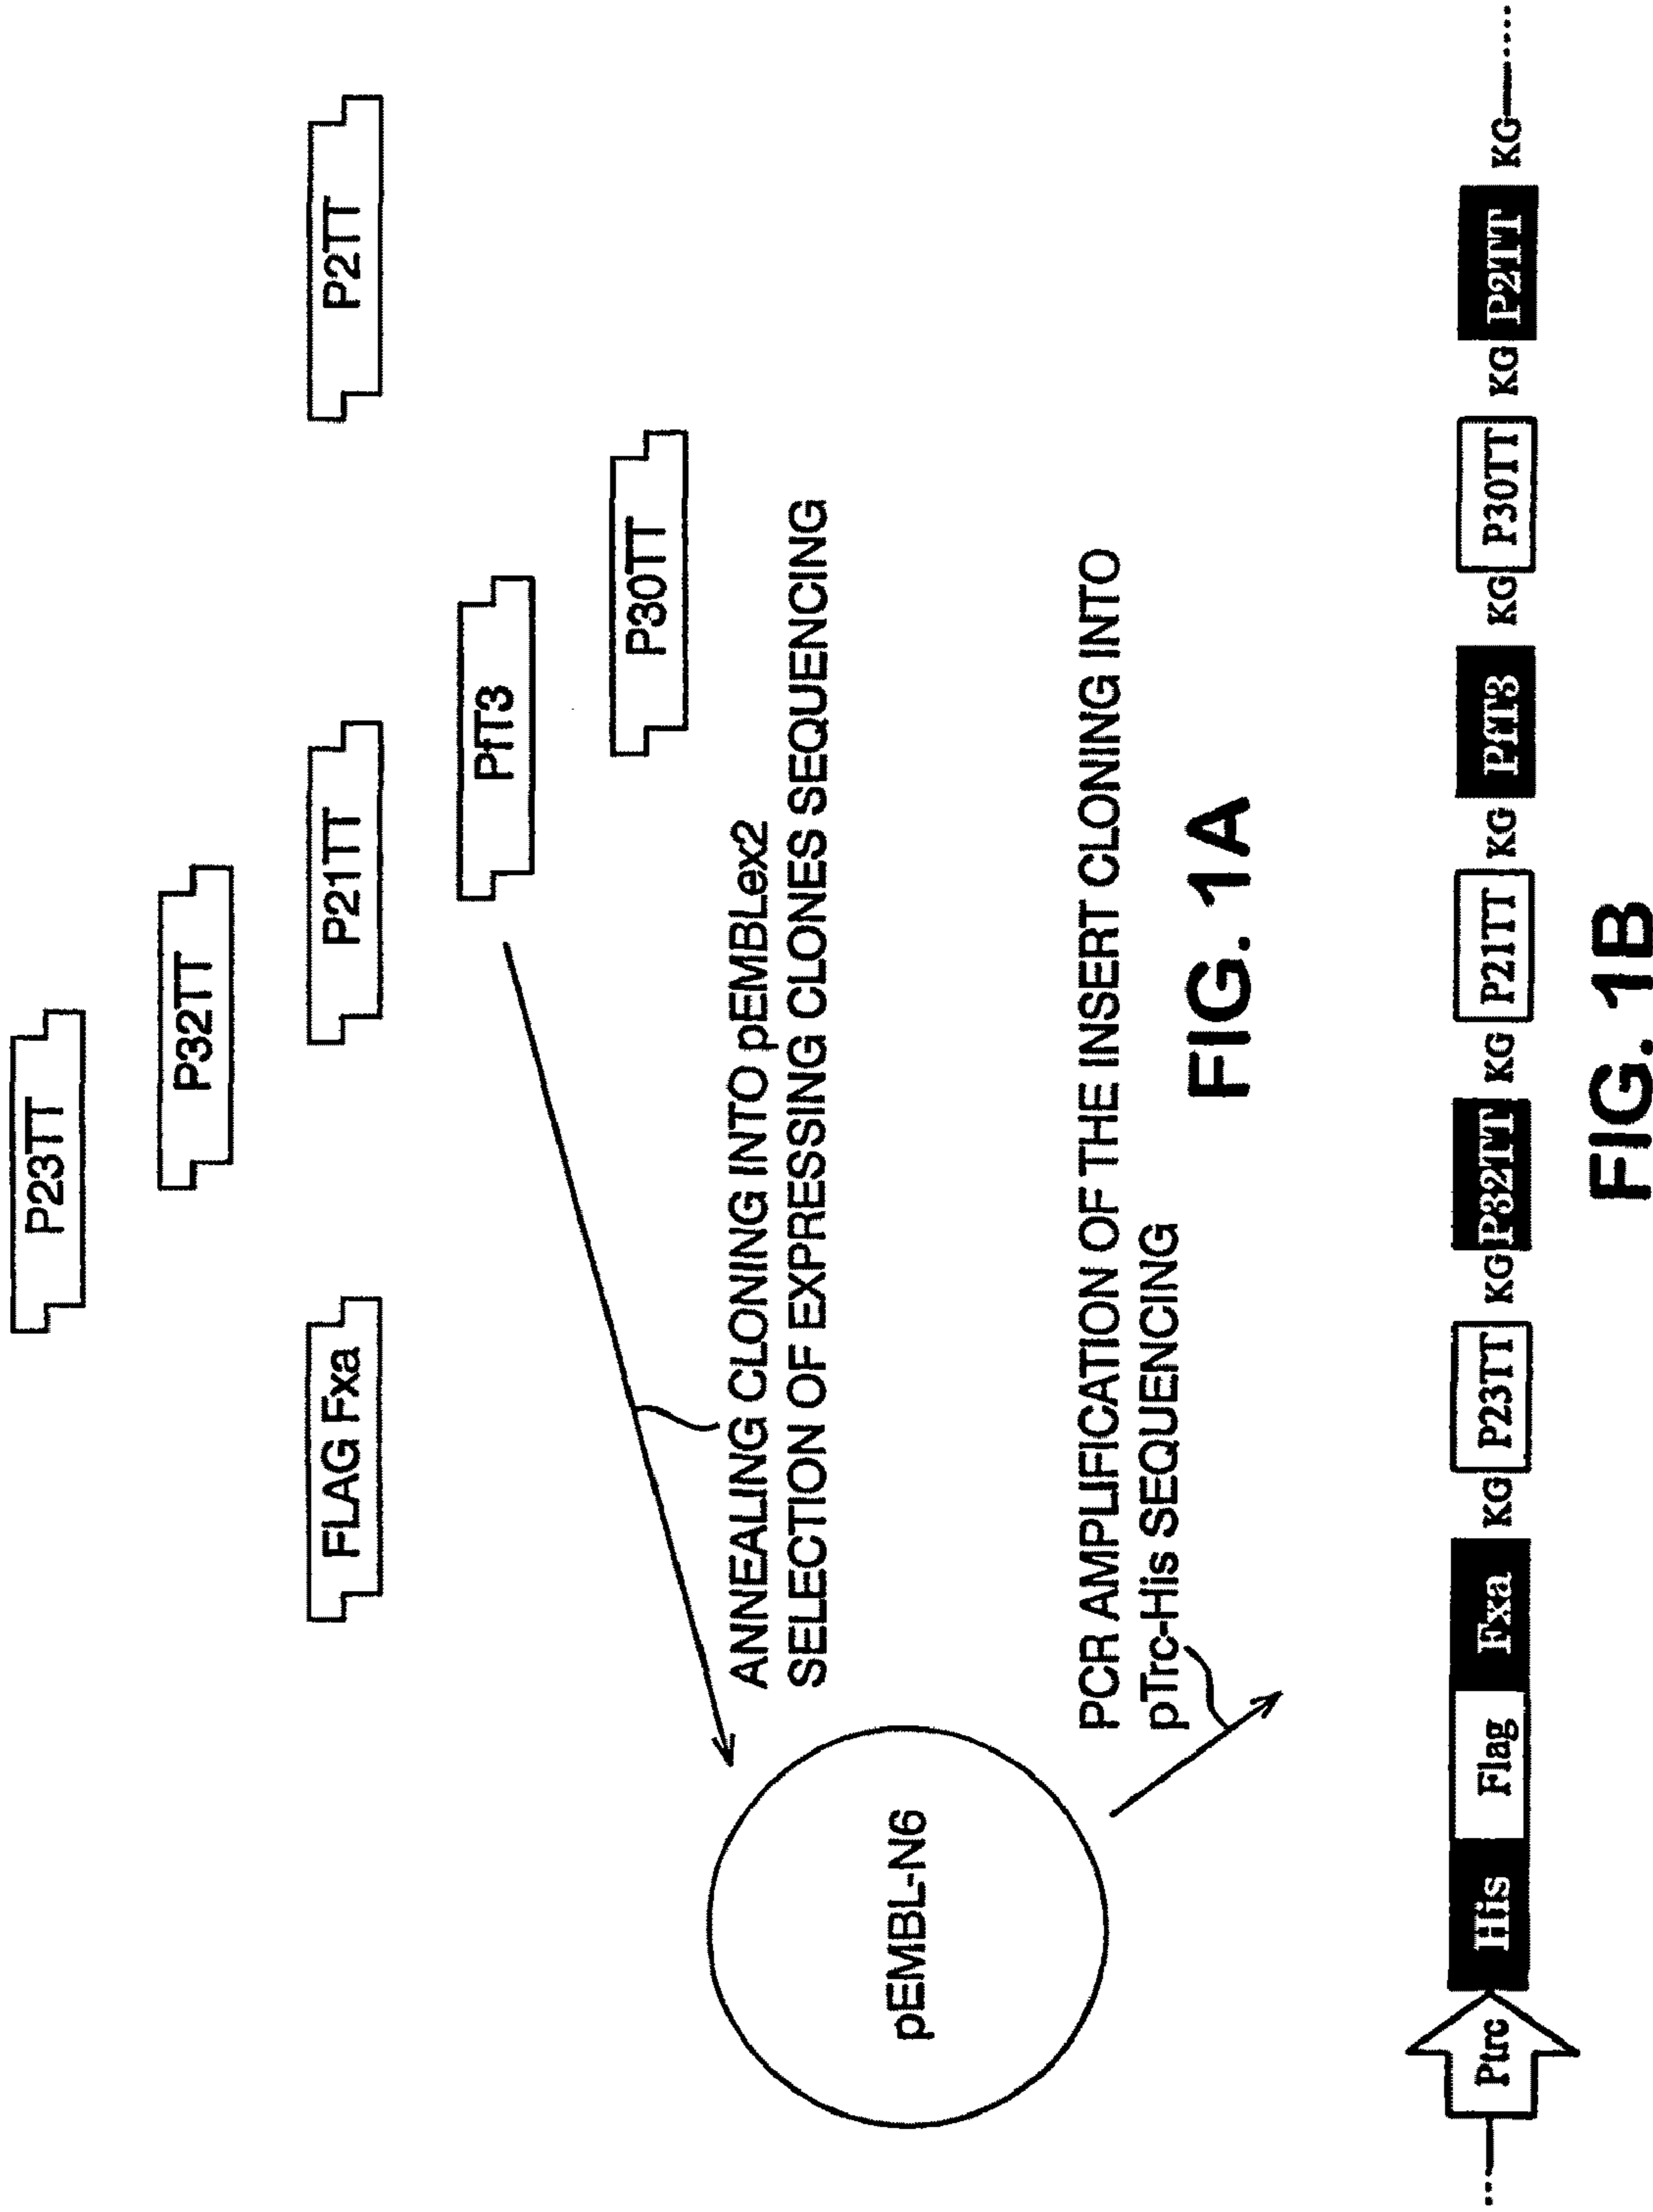 P23TT
P32TT
FLAG Fxa
P21TT
P2TT
PfT3
P30TT
ANNEALING CLONING INTO pEMBLex2
SELECTION OF EXPRESSING CLONES SEQUENCING
pEMBL-N6
PCR AMPLIFICATION OF THE INSERT CLONING INTO
pTrc-His SEQUENCING
FIG. 1A
Ptrc His Flag Fxa KG P23TT KG P32TT KG P21TT KG PfT3 KG P30TT KG P2TT KG
FIG. 1B